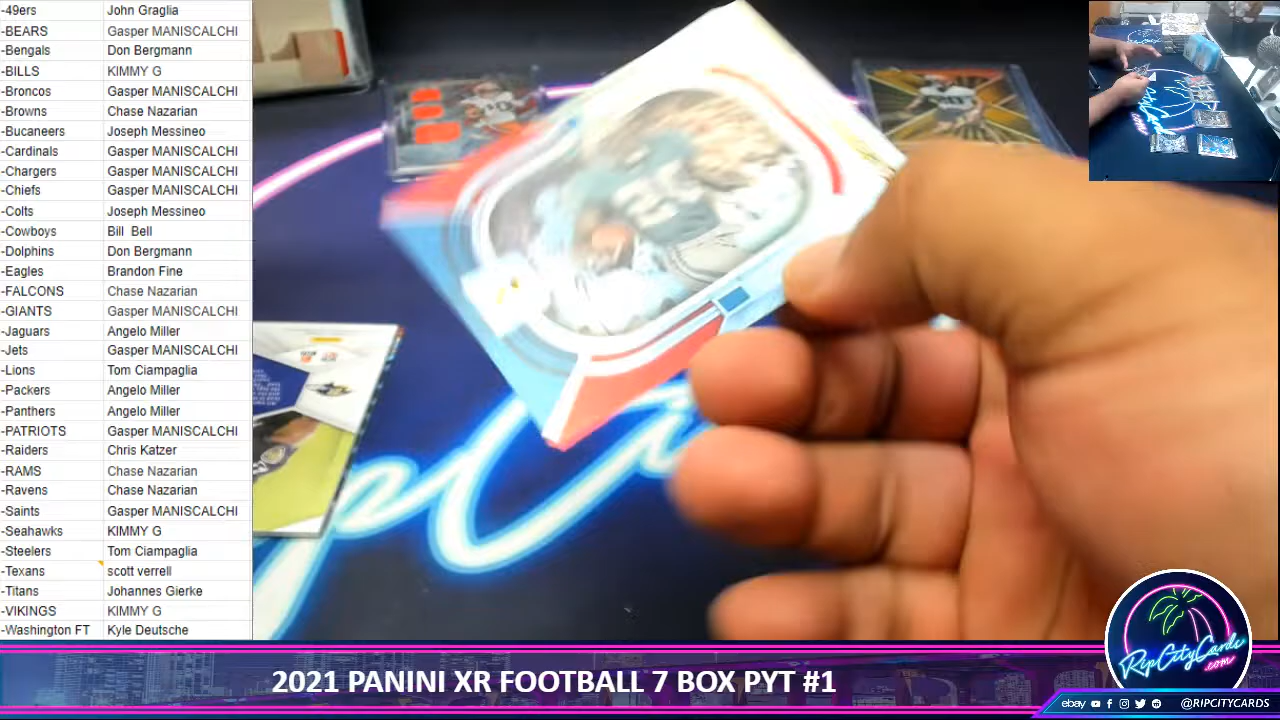 -49ers John Graglia
-BEARS Gasper MANISCALCHI
-Bengals Don Bergmann
-BILLS KIMMY G
-Broncos Gasper MANISCALCHI
-Browns Chase Nazarian
-Bucaneers Joseph Messineo
-Cardinals Gasper MANISCALCHI
-Chargers Gasper MANISCALCHI
-Chiefs Gasper MANISCALCHI
-Colts Joseph Messineo
-Cowboys Bill Bell
-Dolphins Don Bergmann
-Eagles Brandon Fine
-FALCONS Chase Nazarian
-GIANTS Gasper MANISCALCHI
-Jaguars Angelo Miller
-Jets Gasper MANISCALCHI
-Lions Tom Ciampaglia
-Packers Angelo Miller
-Panthers Angelo Miller
-PATRIOTS Gasper MANISCALCHI
-Raiders Chris Katzer
-RAMS Chase Nazarian
-Ravens Chase Nazarian
-Saints Gasper MANISCALCHI
-Seahawks KIMMY G
-Steelers Tom Ciampaglia
-Texans scott verrell
-Titans Johannes Gierke
-VIKINGS KIMMY G
-Washington FT Kyle Deutsche
2021 PANINI XR FOOTBALL 7 BOX PYT #1
RipCityCards
.com
ebay @RIPCITYCARDS